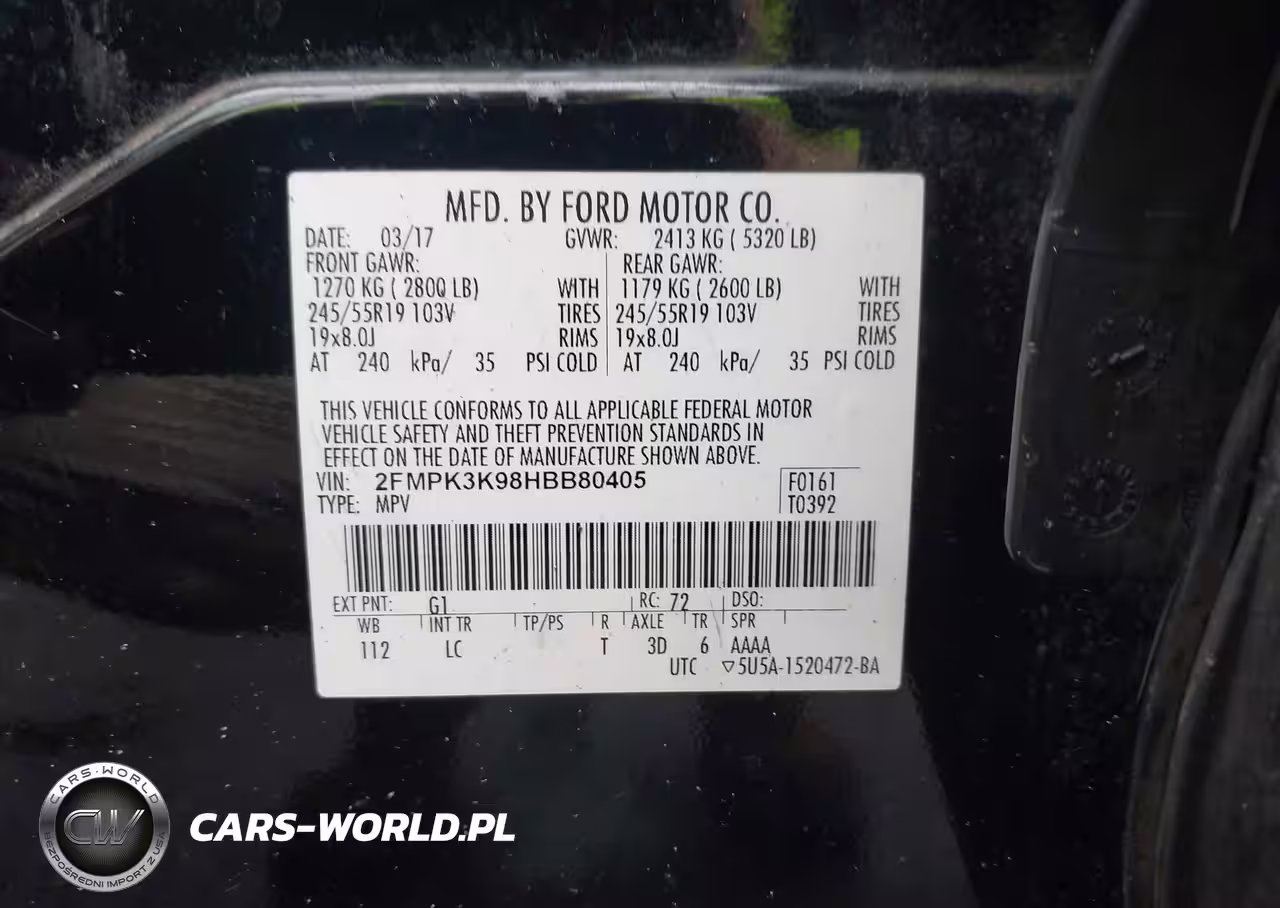 MFD. BY FORD MOTOR CO.
DATE: 03/17 GVWR: 2413 KG ( 5320 LB)
FRONT GAWR: REAR GAWR:
1270 KG ( 2800 LB) WITH 1179 KG ( 2600 LB) WITH
245/55R19 103V TIRES 245/55R19 103V TIRES
19x8.0J RIMS 19x8.0J RIMS
AT 240 kPa/ 35 PSI COLD AT 240 kPa/ 35 PSI COLD
THIS VEHICLE CONFORMS TO ALL APPLICABLE FEDERAL MOTOR
VEHICLE SAFETY AND THEFT PREVENTION STANDARDS IN
EFFECT ON THE DATE OF MANUFACTURE SHOWN ABOVE.
VIN: 2FMPK3K98HBB80405 F0161
TYPE: MPV T0392
EXT PNT: G1 RC: 72 DSO:
WB INT TR TP/PS R AXLE TR SPR
112 LC T 3D 6 AAAA
UTC ▽5U5A-1520472-BA
CARS-WORLD
CW
BEZPOŚREDNI IMPORT Z USA
CARS-WORLD.PL